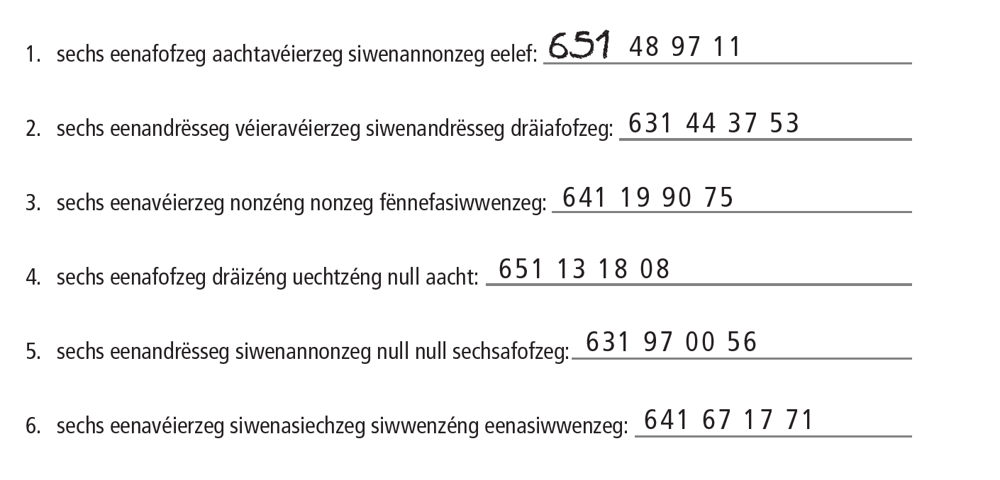 1. sechs eenafofzeg aachtavéierzeg siwenannonzeg eelef: 651 48 97 11
2. sechs eenandrësseg véieravéierzeg siwenandrësseg dräiafofzeg: 631 44 37 53
3. sechs eenavéierzeg nonzéng nonzeg fënnefasiwwenzeg: 641 19 90 75
4. sechs eenafofzeg dräizéng uechtzéng null aacht: 651 13 18 08
5. sechs eenandrësseg siwenannonzeg null null sechsafofzeg: 631 97 00 56
6. sechs eenavéierzeg siwenasiechzeg siwwenzéng eenasiwwenzeg: 641 67 17 71